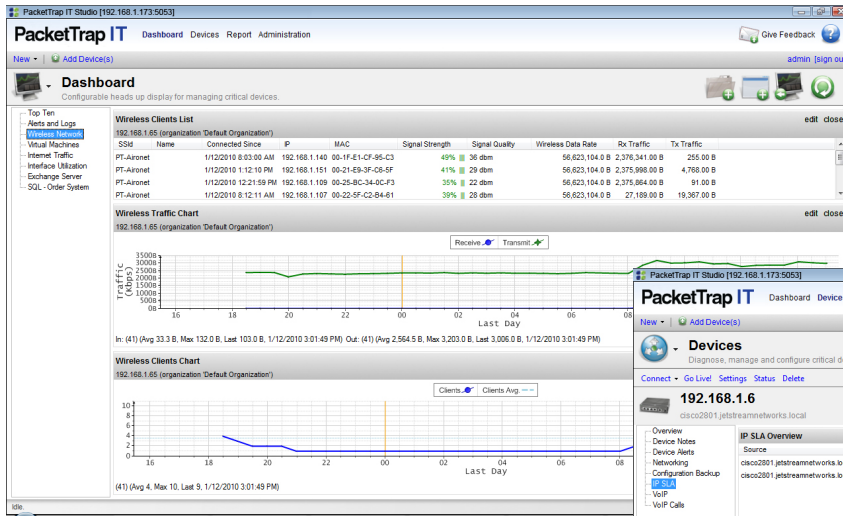 PacketTrap IT Studio [192.168.1.173:5053]
PacketTrap IT Dashboard Devices Report Administration Give Feedback
New Add Device(s) admin [sign ou
Dashboard
Configurable heads up display for managing critical devices.
Top Ten
Alerts and Logs
Wireless Network
Virtual Machines
Internet Traffic
Interface Utilization
Exchange Server
SQL - Order System
Wireless Clients List edit close
192.168.1.65 (organization 'Default Organization')
SSId Name Connected Since IP MAC Signal Strength Signal Quality Wireless Data Rate Rx Traffic Tx Traffic
PT-Aironet 1/12/2010 8:03:00 AM 192.168.1.140 00-1F-E1-CF-95-C3 49% 36 dbm 56,623,104.0 B 2,376,341.00 B 255.00 B
PT-Aironet 1/12/2010 1:12:10 PM 192.168.1.151 00-21-E9-3F-C6-5F 41% 29 dbm 56,623,104.0 B 2,375,998.00 B 4,768.00 B
PT-Aironet 1/12/2010 12:21:59 PM 192.168.1.109 00-25-BC-34-0C-F3 35% 22 dbm 56,623,104.0 B 2,375,864.00 B 91.00 B
PT-Aironet 1/12/2010 8:12:11 AM 192.168.1.107 00-22-5F-C2-B4-61 39% 28 dbm 56,623,104.0 B 27,189.00 B 19,367.00 B
Wireless Traffic Chart edit close
192.168.1.65 (organization 'Default Organization')
Receive Transmit
Traffic
(Kbps)
3500B
3000B
2500B
2000B
1500B
1000B
500B
00B
16 18 20 22 00 02 04 06 08
Last Day
In: (41) (Avg 33.3 B, Max 132.0 B, Last 103.0 B, 1/12/2010 3:01:49 PM) Out: (41) (Avg 2,564.5 B, Max 3,203.0 B, Last 3,006.0 B, 1/12/2010 3:01:49 PM)
Wireless Clients Chart
192.168.1.65 (organization 'Default Organization')
Clients Clients Avg.
10
8
6
4
2
0
16 18 20 22 00 02 04 06 08
Last Day
(41) (Avg 4, Max 10, Last 9, 1/12/2010 3:01:49 PM)
Idle.
PacketTrap IT Studio [192.168.1.173:5053]
PacketTrap IT Dashboard Device
New Add Device(s)
Devices
Diagnose, manage and configure critical d
Connect Go Live! Settings Status Delete
192.168.1.6
cisco2801.jetstreamnetworks.local
Overview
Device Notes
Device Alerts
Networking
Configuration Backup
IP SLA
VoIP
VoIP Calls
IP SLA Overview
Source
cisco2801.jetstreamnetworks.lo
cisco2801.jetstreamnetworks.lo